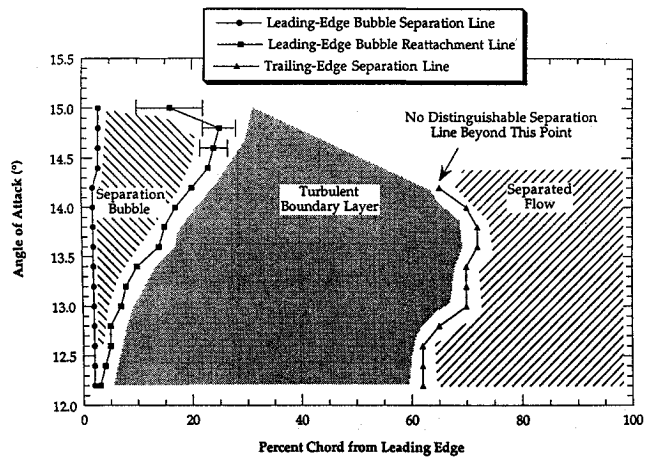 Leading-Edge Bubble Separation Line
Leading-Edge Bubble Reattachment Line
Trailing-Edge Separation Line
15.5
15.0
14.5
14.0
13.5
13.0
12.5
12.0
Angle of Attack (°)
No Distinguishable Separation
Line Beyond This Point
Separation
Bubble
Turbulent
Boundary Layer
Separated
Flow
0
20
40
60
80
100
Percent Chord from Leading Edge